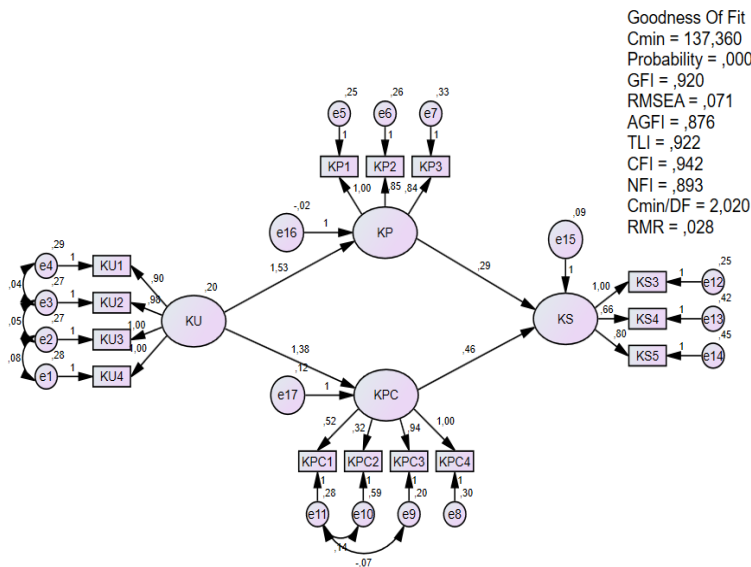 Goodness Of Fit
Cmin = 137,360
Probability = ,000
GFI = ,920
RMSEA = ,071
AGFI = ,876
TLI = ,922
CFI = ,942
NFI = ,893
Cmin/DF = 2,020
RMR = ,028
,25 ,26 ,33
e5 e6 e7
1 1 1
KP1 KP2 KP3
1,00 ,85 ,84
-,02
e16 1 KP
,09
e15
1
,29 1,53 ,29
e4 1 KU1 ,90
,04 ,27
e3 1 KU2 ,98
,20
KU
,05 ,27
e2 1 KU3 1,00
,08 ,28
e1 1 KU4 1,00
KS
,25
1,00 KS3 1 e12
,42
,66 KS4 1 e13
,45
,80 KS5 1 e14
1,38 ,46
,12
e17 1 KPC
,52 ,32 ,94 1,00
KPC1 KPC2 KPC3 KPC4
1 1 1 1
,28 ,59 ,20 ,30
e11 e10 e9 e8
,14
-,07